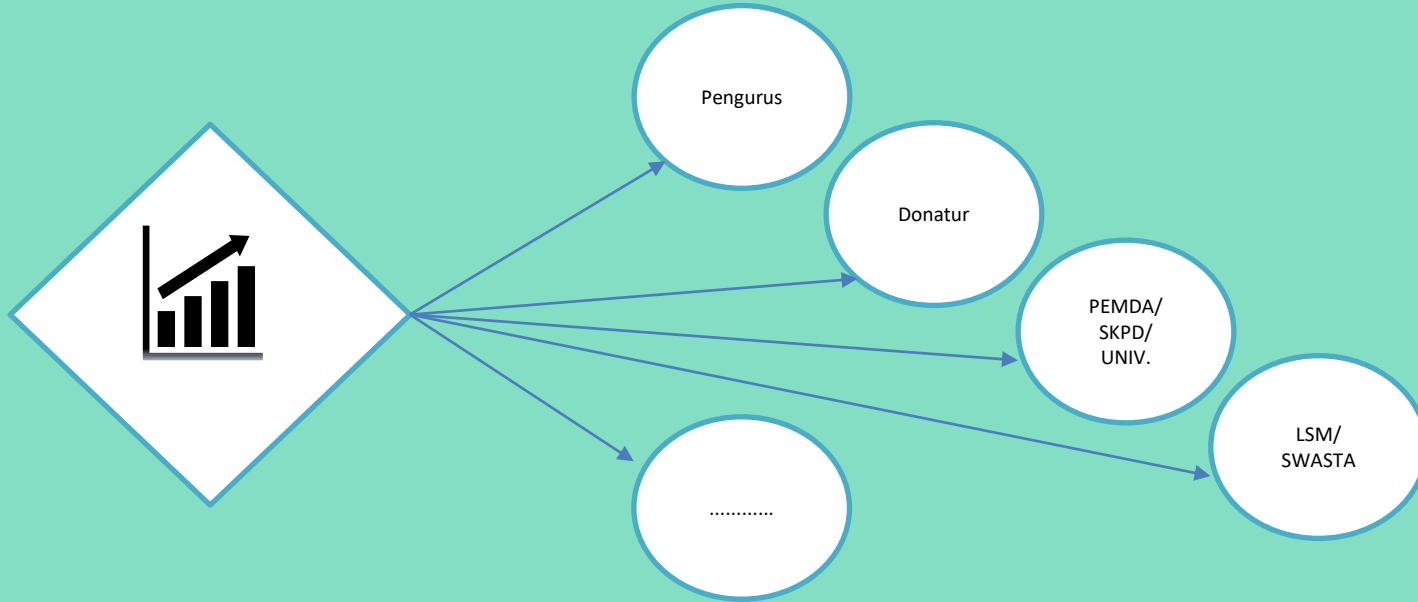 Pengurus
Donatur
PEMDA/
SKPD/
UNIV.
LSM/
SWASTA
............